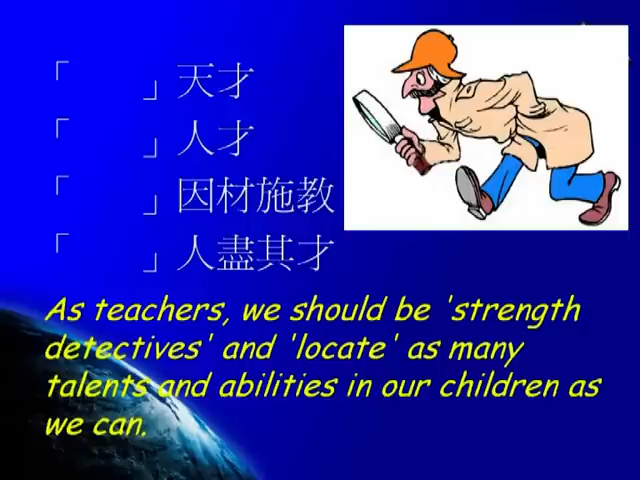 「　　」天才
「　　」人才
「　　」因材施教
「　　」人盡其才
As teachers, we should be 'strength
detectives' and 'locate' as many
talents and abilities in our children as
we can.